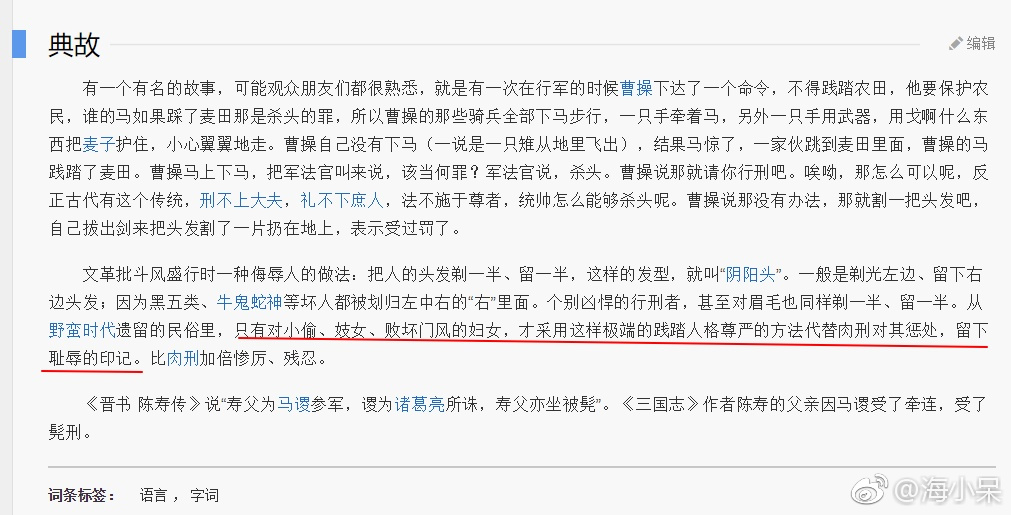 典故
编辑
有一个有名的故事，可能观众朋友们都很熟悉，就是有一次在行军的时候曹操下达了一个命令，不得践踏农田，他要保护农
民，谁的马如果踩了麦田那是杀头的罪，所以曹操的那些骑兵全部下马步行，一只手牵着马，另外一只手用武器，用戈啊什么东
西把麦子护住，小心翼翼地走。曹操自己没有下马（一说是一只雉从地里飞出），结果马惊了，一家伙跳到麦田里面，曹操的马
践踏了麦田。曹操马上下马，把军法官叫来说，该当何罪？军法官说，杀头。曹操说那就请你行刑吧。唉呦，那怎么可以呢，反
正古代有这个传统，刑不上大夫，礼不下庶人，法不施于尊者，统帅怎么能够杀头呢。曹操说那没有办法，那就割一把头发吧，
自己拔出剑来把头发割了一片扔在地上，表示受过罚了。
文革批斗风盛行时一种侮辱人的做法：把人的头发剃一半、留一半，这样的发型，就叫“阴阳头”。一般是剃光左边、留下右
边头发；因为黑五类、牛鬼蛇神等坏人都被划归左中右的“右”里面。个别凶悍的行刑者，甚至对眉毛也同样剃一半、留一半。从
野蛮时代遗留的民俗里，只有对小偷、妓女、败坏门风的妇女，才采用这样极端的践踏人格尊严的方法代替肉刑对其惩处，留下
耻辱的印记。比肉刑加倍惨厉、残忍。
《晋书 陈寿传》说“寿父为马谡参军，谡为诸葛亮所诛，寿父亦坐被髡”。《三国志》作者陈寿的父亲因马谡受了牵连，受了
髡刑。
词条标签： 语言 ， 字词
@海小呆